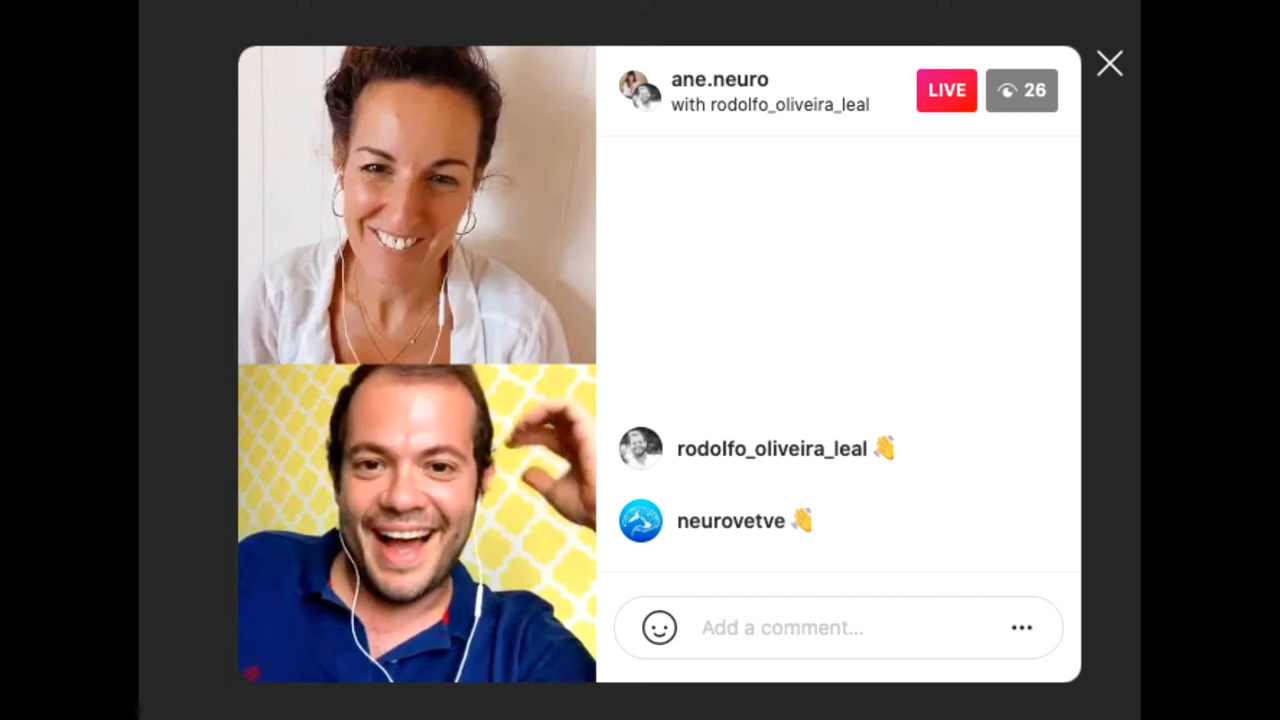 ane.neuro
with rodolfo_oliveira_leal
LIVE
26
rodolfo_oliveira_leal 👋
neurovetve 👋
Add a comment...